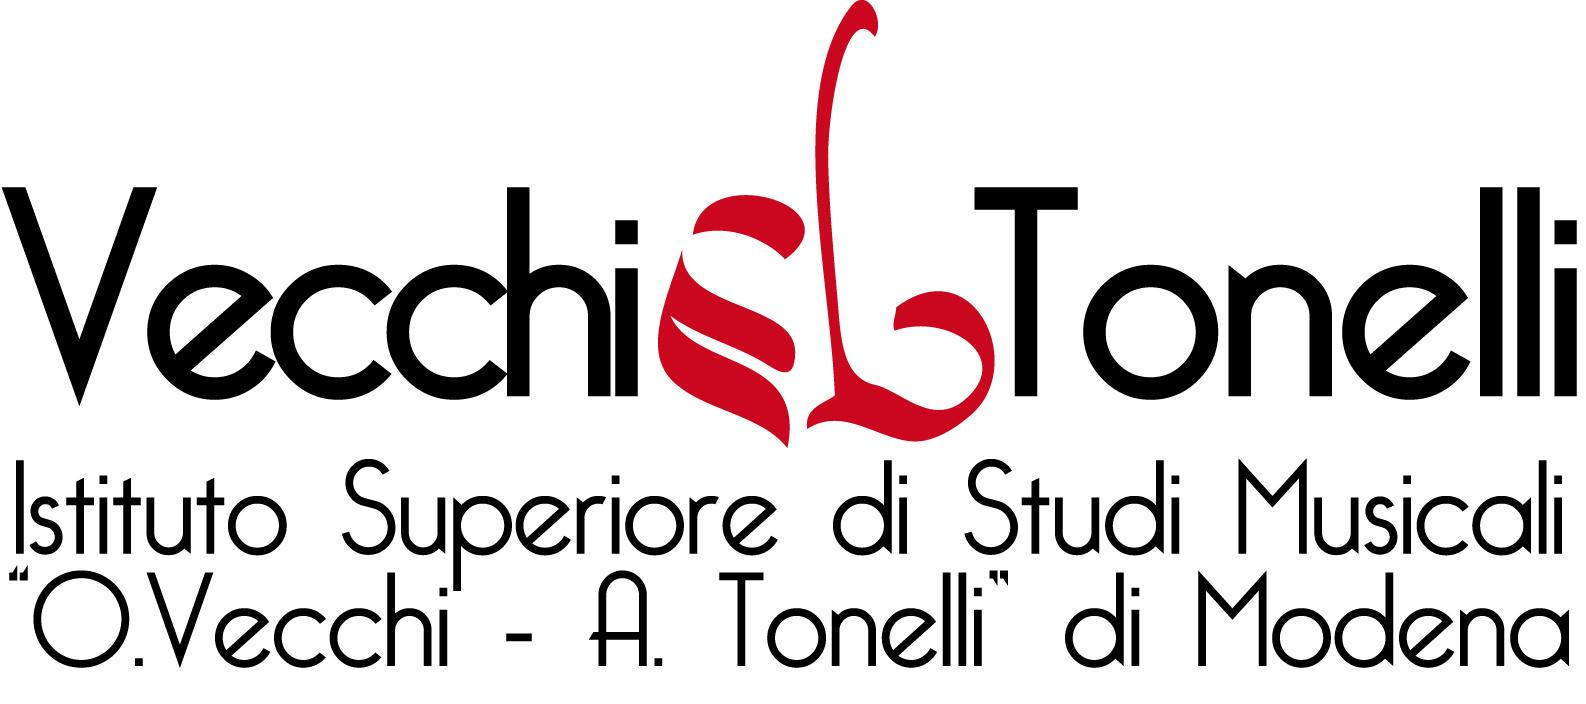 Vecchi Tonelli
Istituto Superiore di Studi Musicali
“O.Vecchi - A. Tonelli” di Modena